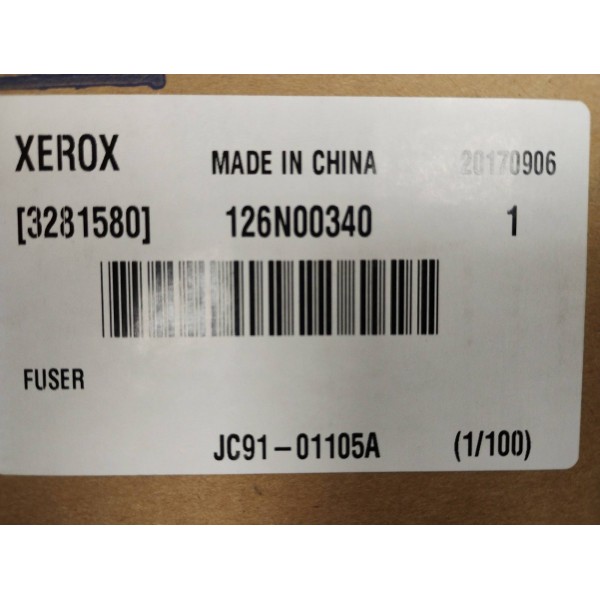 XEROX MADE IN CHINA 20170906
[3281580] 126N00340 1
FUSER
JC91-01105A (1/100)